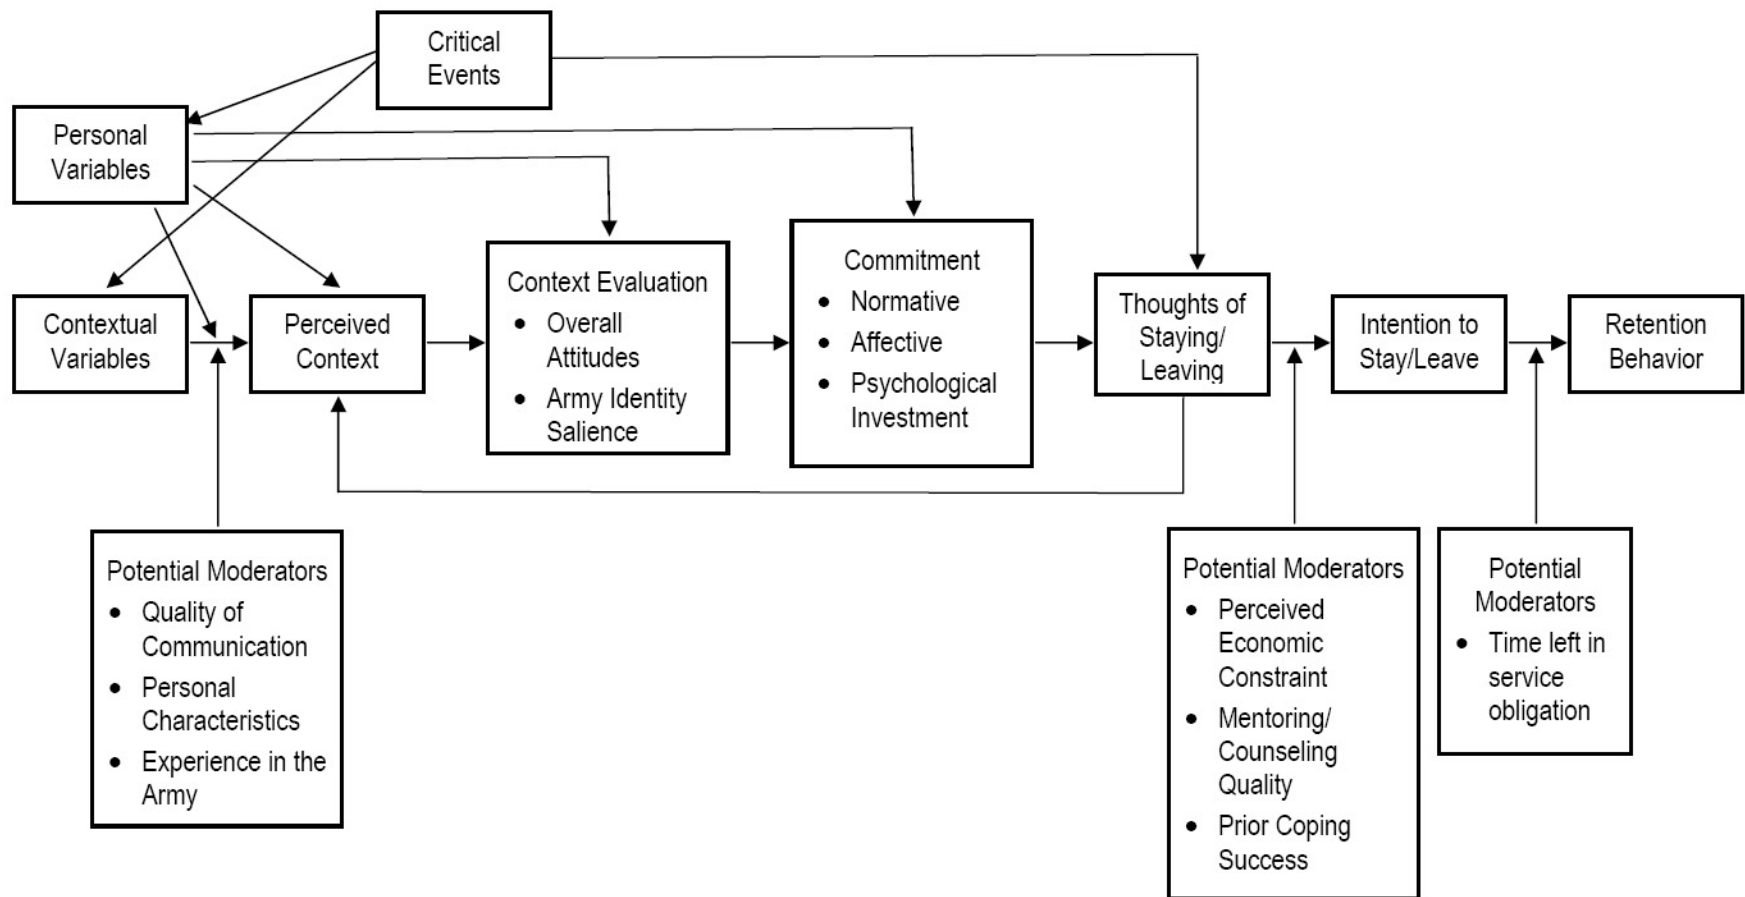 Critical
Events
Personal
Variables
Contextual
Variables
Perceived
Context
Context Evaluation
• Overall
Attitudes
• Army Identity
Salience
Commitment
• Normative
• Affective
• Psychological
Investment
Thoughts of
Staying/
Leaving
Intention to
Stay/Leave
Retention
Behavior
Potential Moderators
• Quality of
Communication
• Personal
Characteristics
• Experience in the
Army
Potential Moderators
• Perceived
Economic
Constraint
• Mentoring/
Counseling
Quality
• Prior Coping
Success
Potential
Moderators
• Time left in
service
obligation